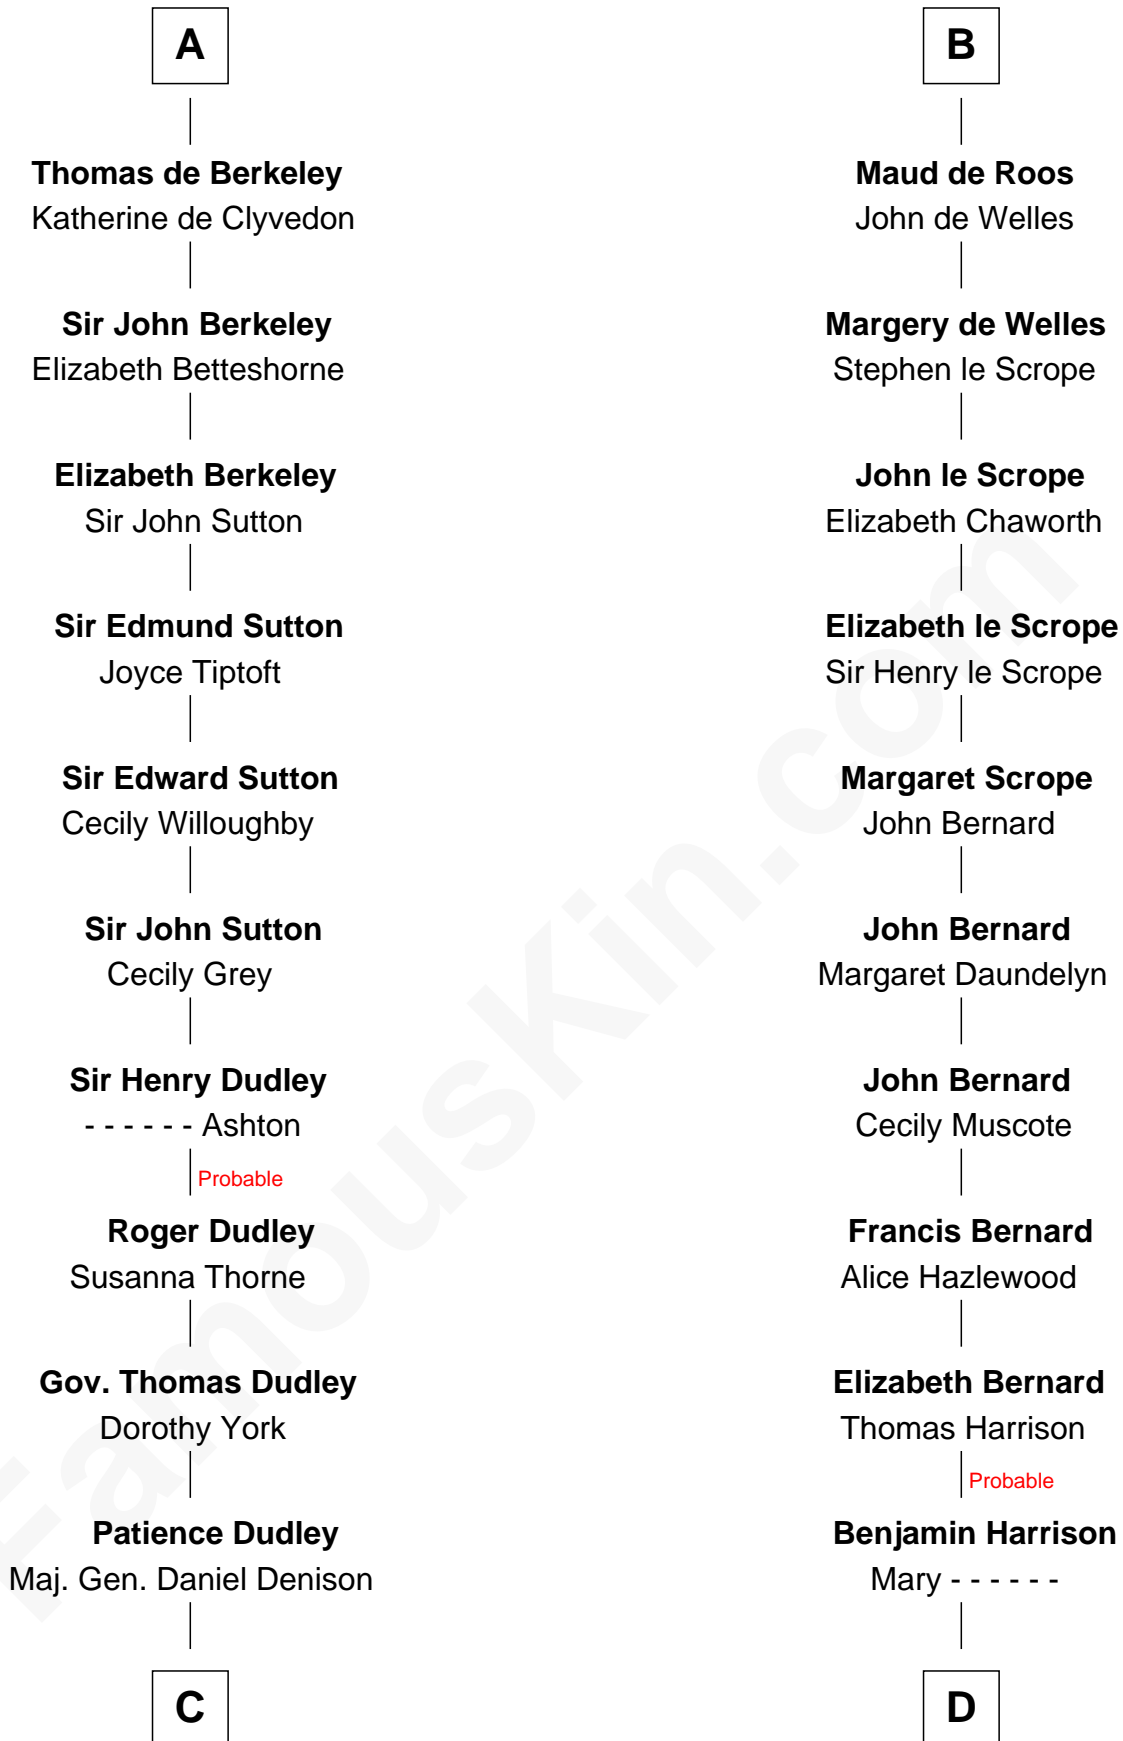 A
Thomas de Berkeley
Katherine de Clyvedon
Sir John Berkeley
Elizabeth Betteshorne
Elizabeth Berkeley
Sir John Sutton
Sir Edmund Sutton
Joyce Tiptoft
Sir Edward Sutton
Cecily Willoughby
Sir John Sutton
Cecily Grey
Sir Henry Dudley
- - - - - - Ashton
Probable
Roger Dudley
Susanna Thorne
Gov. Thomas Dudley
Dorothy York
Patience Dudley
Maj. Gen. Daniel Denison
C
B
Maud de Roos
John de Welles
Margery de Welles
Stephen le Scrope
John le Scrope
Elizabeth Chaworth
Elizabeth le Scrope
Sir Henry le Scrope
Margaret Scrope
John Bernard
John Bernard
Margaret Daundelyn
John Bernard
Cecily Muscote
Francis Bernard
Alice Hazlewood
Elizabeth Bernard
Thomas Harrison
Probable
Benjamin Harrison
Mary - - - - - -
D
FamousKin.com